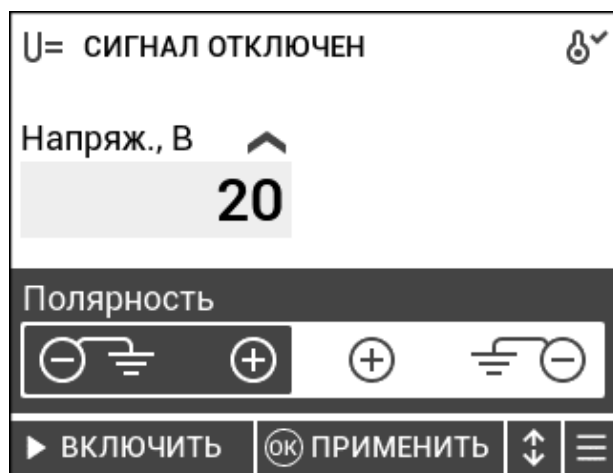 U= СИГНАЛ ОТКЛЮЧЕН
Напряж., В
20
Полярность
ВКЛЮЧИТЬ OK ПРИМЕНИТЬ